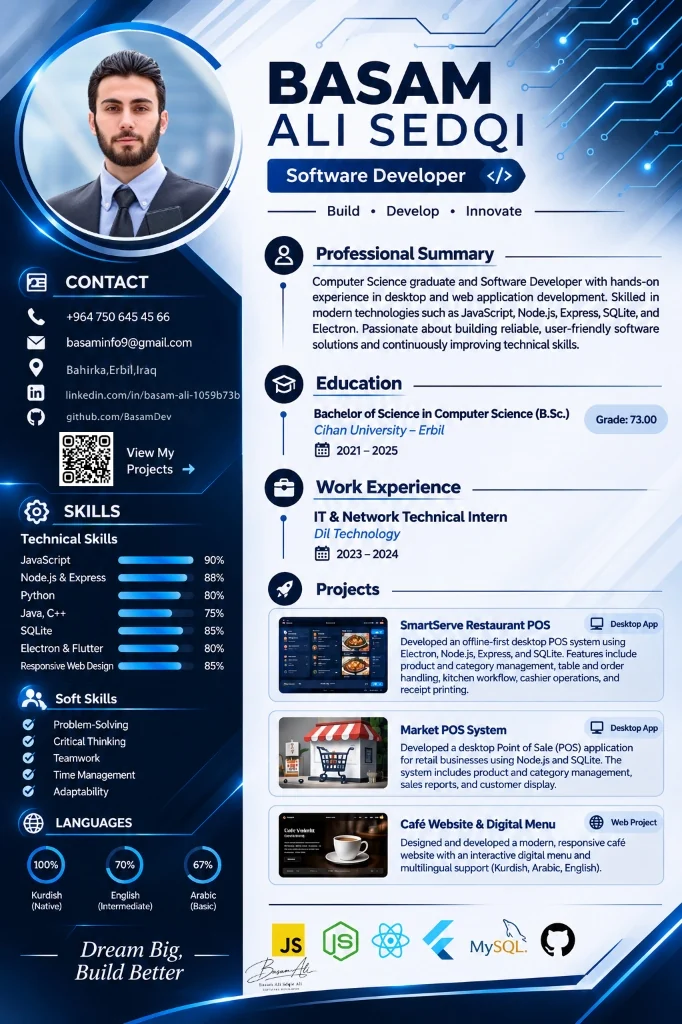 BASAM
ALI SEDQI
Software Developer </>
Build • Develop • Innovate
CONTACT
+964 750 645 45 66
basaminfo9@gmail.com
Bahirka,Erbil,Iraq
linkedin.com/in/basam-ali-1059b73b
github.com/BasamDev
View My
Projects →
SKILLS
Technical Skills
JavaScript 90%
Node.js & Express 88%
Python 80%
Java, C++ 75%
SQLite 85%
Electron & Flutter 80%
Responsive Web Design 85%
Soft Skills
Problem-Solving
Critical Thinking
Teamwork
Time Management
Adaptability
LANGUAGES
100% 70% 67%
Kurdish English Arabic
(Native) (Intermediate) (Basic)
Dream Big,
Build Better
Professional Summary
Computer Science graduate and Software Developer with hands-on
experience in desktop and web application development. Skilled in
modern technologies such as JavaScript, Node.js, Express, SQLite, and
Electron. Passionate about building reliable, user-friendly software
solutions and continuously improving technical skills.
Education
Bachelor of Science in Computer Science (B.Sc.) Grade: 73.00
Cihan University – Erbil
2021 – 2025
Work Experience
IT & Network Technical Intern
Dil Technology
2023 – 2024
Projects
SmartServe Restaurant POS Desktop App
Developed an offline-first desktop POS system using
Electron, Node.js, Express, and SQLite. Features include
product and category management, table and order
handling, kitchen workflow, cashier operations, and
receipt printing.
Market POS System Desktop App
Developed a desktop Point of Sale (POS) application
for retail businesses using Node.js and SQLite. The
system includes product and category management,
sales reports, and customer display.
Café Website & Digital Menu Web Project
Designed and developed a modern, responsive café
website with an interactive digital menu and
multilingual support (Kurdish, Arabic, English).
JS JS MySQL.
Basam Ali
Basam Ali Sedqe Ali